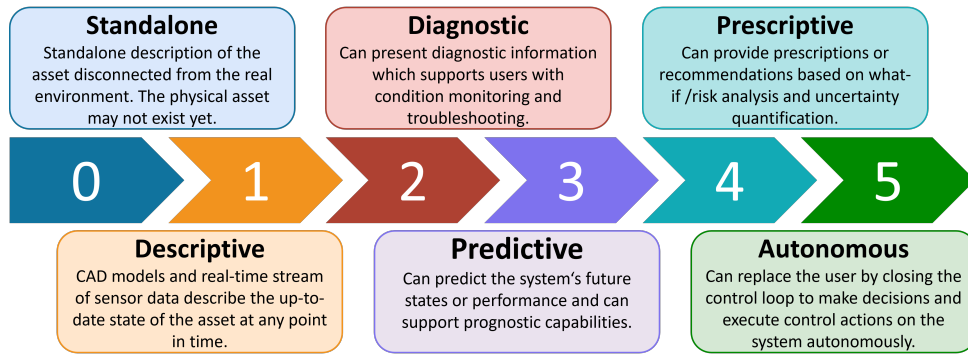 Standalone
Standalone description of the
asset disconnected from the real
environment. The physical asset
may not exist yet.
Diagnostic
Can present diagnostic information
which supports users with
condition monitoring and
troubleshooting.
Prescriptive
Can provide prescriptions or
recommendations based on what-
if /risk analysis and uncertainty
quantification.
0
1
2
3
4
5
Descriptive
CAD models and real-time stream
of sensor data describe the up-to-
date state of the asset at any point
in time.
Predictive
Can predict the system‘s future
states or performance and can
support prognostic capabilities.
Autonomous
Can replace the user by closing the
control loop to make decisions and
execute control actions on the
system autonomously.